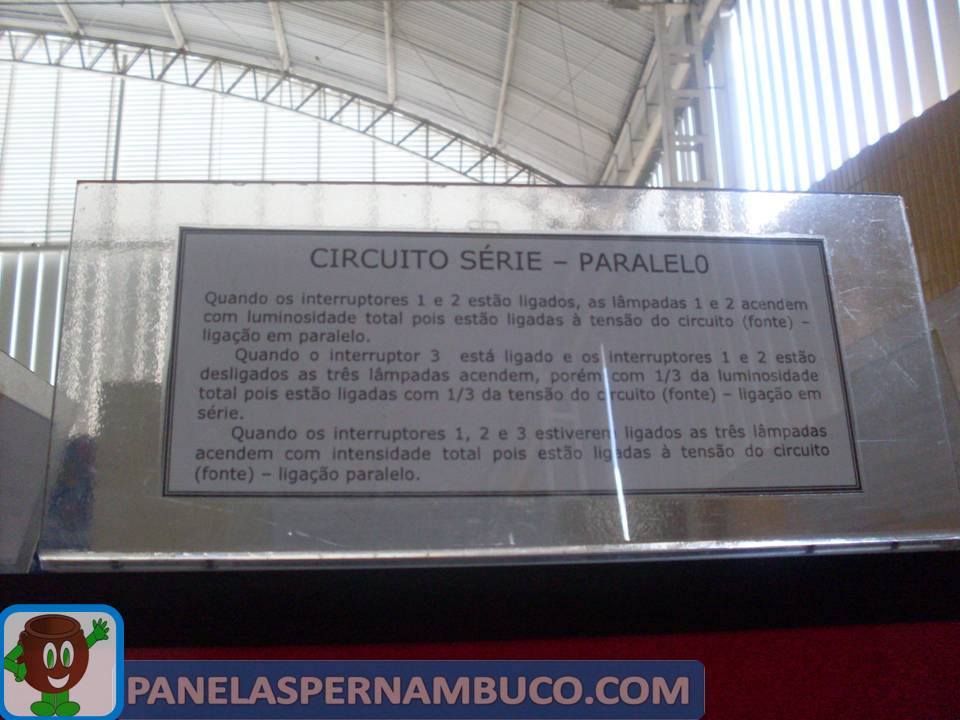 CIRCUITO SÉRIE – PARALELO
Quando os interruptores 1 e 2 estão ligados, as lâmpadas 1 e 2 acendem
com luminosidade total pois estão ligadas à tensão do circuito (fonte) –
ligação em paralelo.
Quando o interruptor 3 está ligado e os interruptores 1 e 2 estão
desligados as três lâmpadas acendem, porém com 1/3 da luminosidade
total pois estão ligadas com 1/3 da tensão do circuito (fonte) – ligação em
série.
Quando os interruptores 1, 2 e 3 estiverem ligados as três lâmpadas
acendem com intensidade total pois estão ligadas à tensão do circuito
(fonte) – ligação paralelo.
PANELASPERNAMBUCO.COM